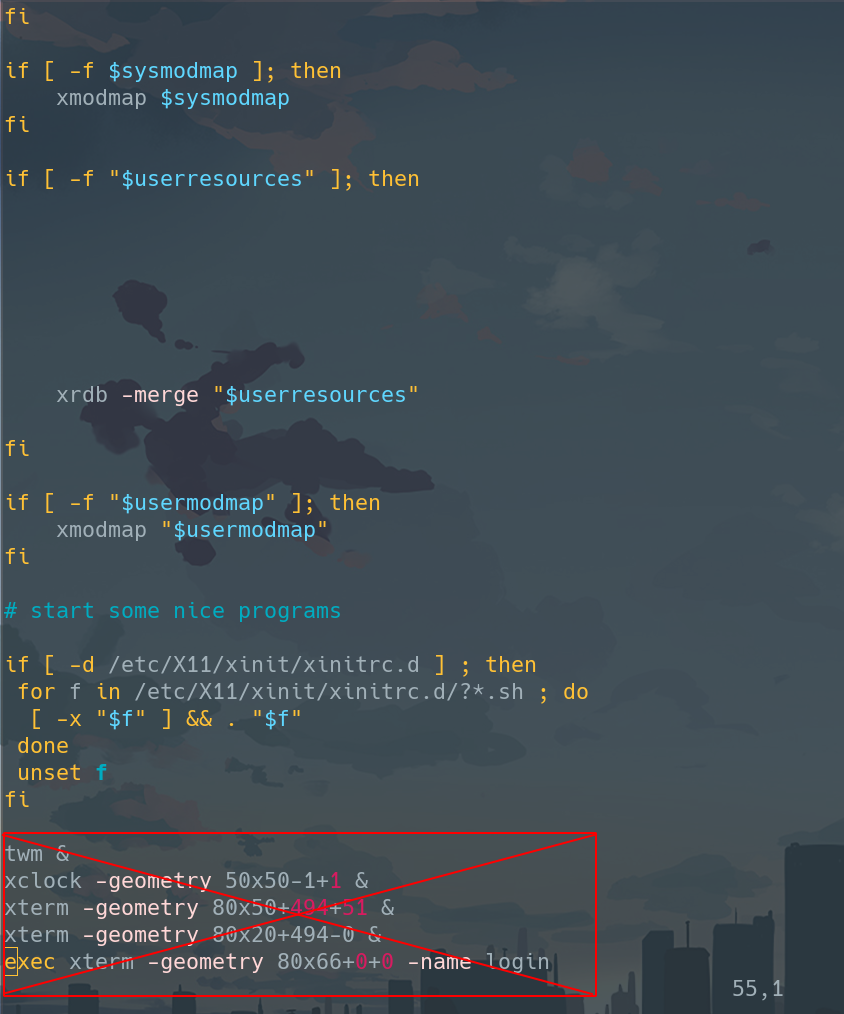 fi
if [ -f $sysmodmap ]; then
    xmodmap $sysmodmap
fi
if [ -f "$userresources" ]; then
    xrdb -merge "$userresources"
fi
if [ -f "$usermodmap" ]; then
    xmodmap "$usermodmap"
fi
# start some nice programs
if [ -d /etc/X11/xinit/xinitrc.d ] ; then
 for f in /etc/X11/xinit/xinitrc.d/?*.sh ; do
  [ -x "$f" ] && . "$f"
 done
 unset f
fi
twm &
xclock -geometry 50x50-1+1 &
xterm -geometry 80x50+494+51 &
xterm -geometry 80x20+494-0 &
exec xterm -geometry 80x66+0+0 -name login
55,1